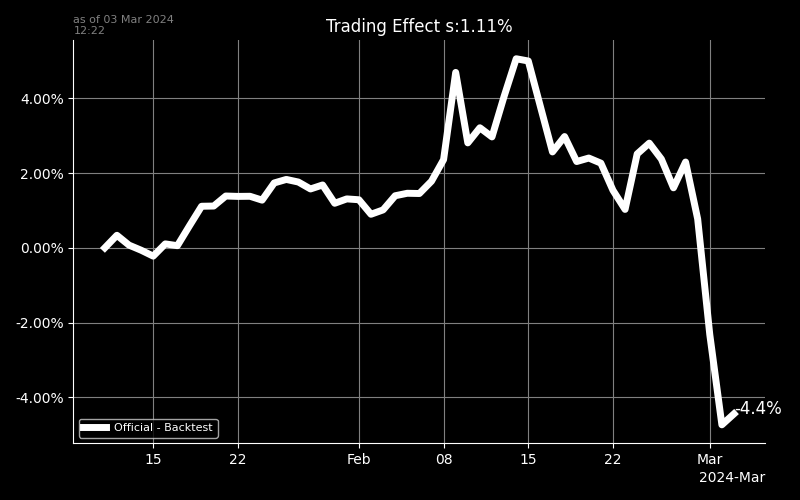 as of 03 Mar 2024
12:22
Trading Effect s:1.11%
4.00%
2.00%
0.00%
-2.00%
-4.00%
-4.4%
Official - Backtest
15 22 Feb 08 15 22 Mar
2024-Mar